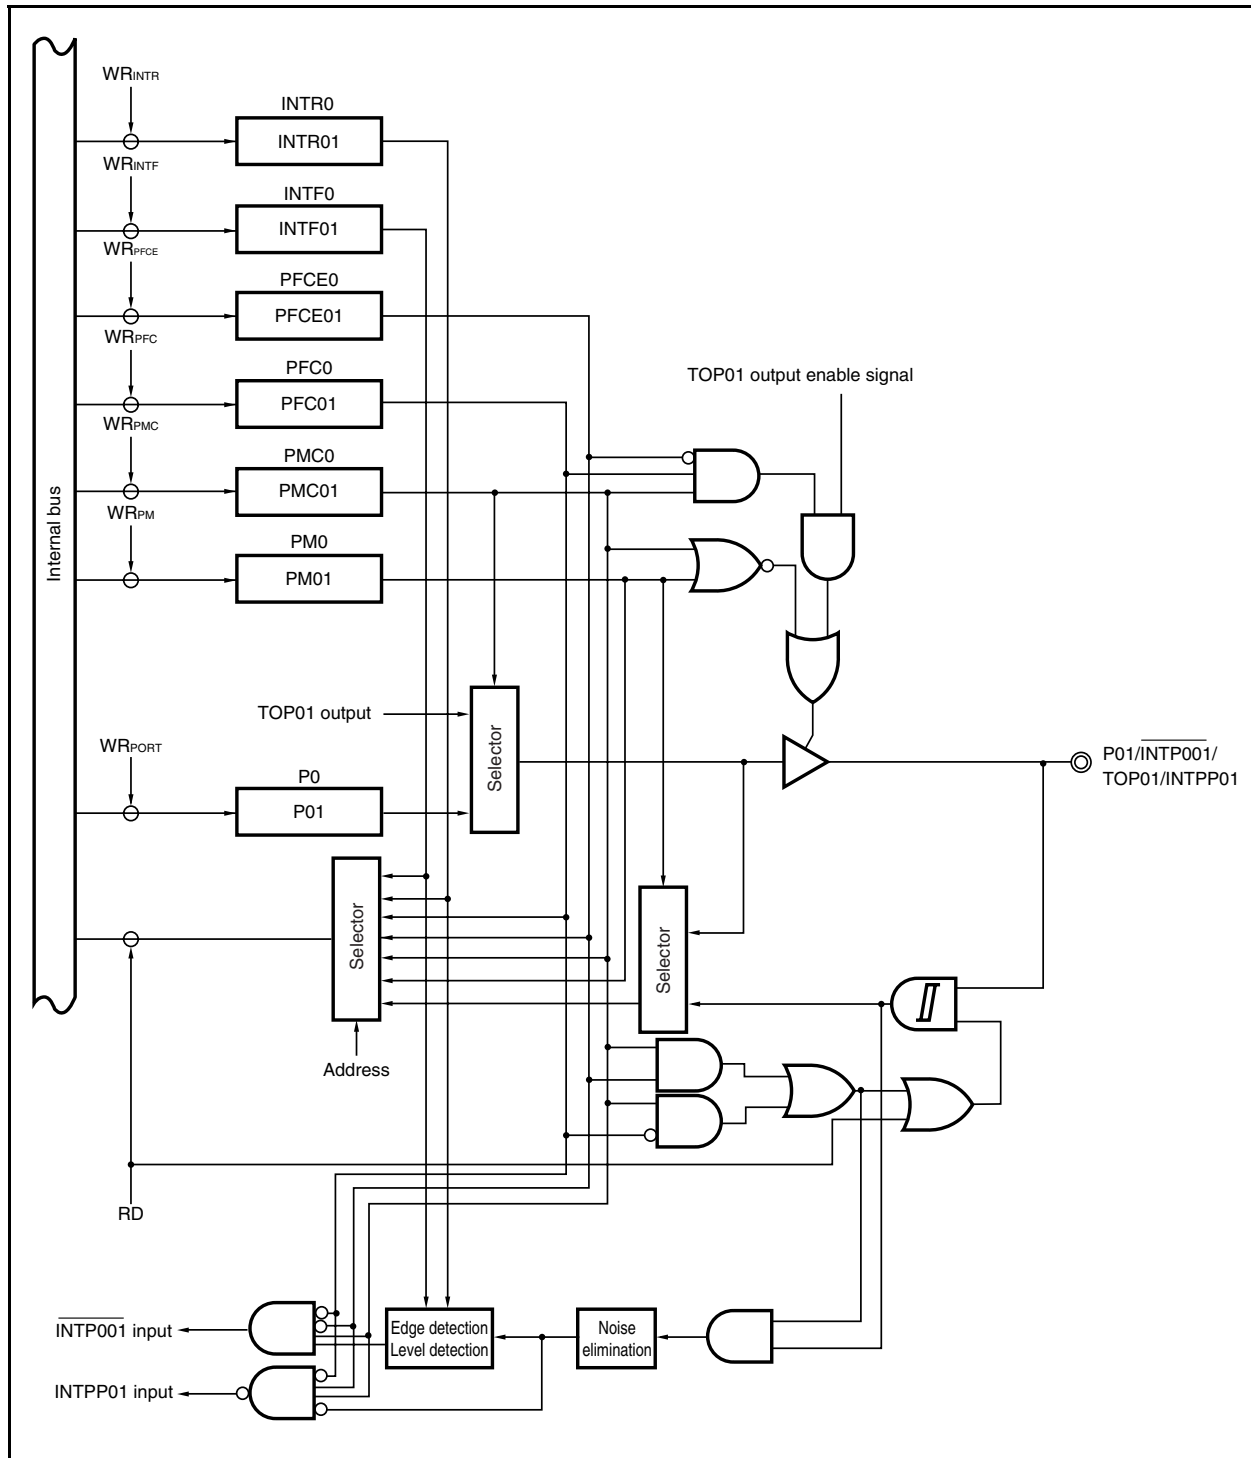 WRINTR
INTR0
INTR01
WRINTF
INTF0
INTF01
WRPFCE
PFCE0
PFCE01
WRPFC
PFC0
PFC01
TOP01 output enable signal
WRPMC
PMC0
PMC01
WRPM
PM0
PM01
Internal bus
TOP01 output
Selector
WRPORT
P0
P01
P01/INTP001/
TOP01/INTPP01
Selector
Selector
Address
RD
INTP001 input
Edge detection
Level detection
Noise
elimination
INTPP01 input